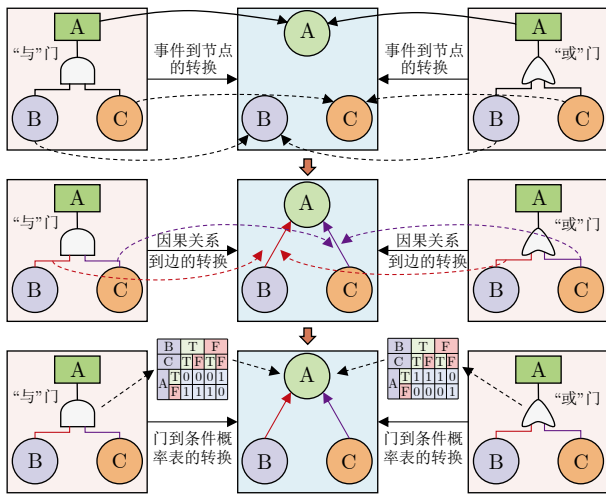 A
A
A
“与”门
“或”门
事件到节点
的转换
事件到节点
的转换
B
C
B
C
B
C
A
A
A
“与”门
“或”门
因果关系
到边的转换
因果关系
到边的转换
B
C
B
C
B
C
A
A
A
“与”门
“或”门
B T F
C T F T F
A T 0 0 0 1
F 1 1 1 0
B T F
C T F T F
A T 1 1 1 0
F 0 0 0 1
门到条件概
率表的转换
门到条件概
率表的转换
B
C
B
C
B
C